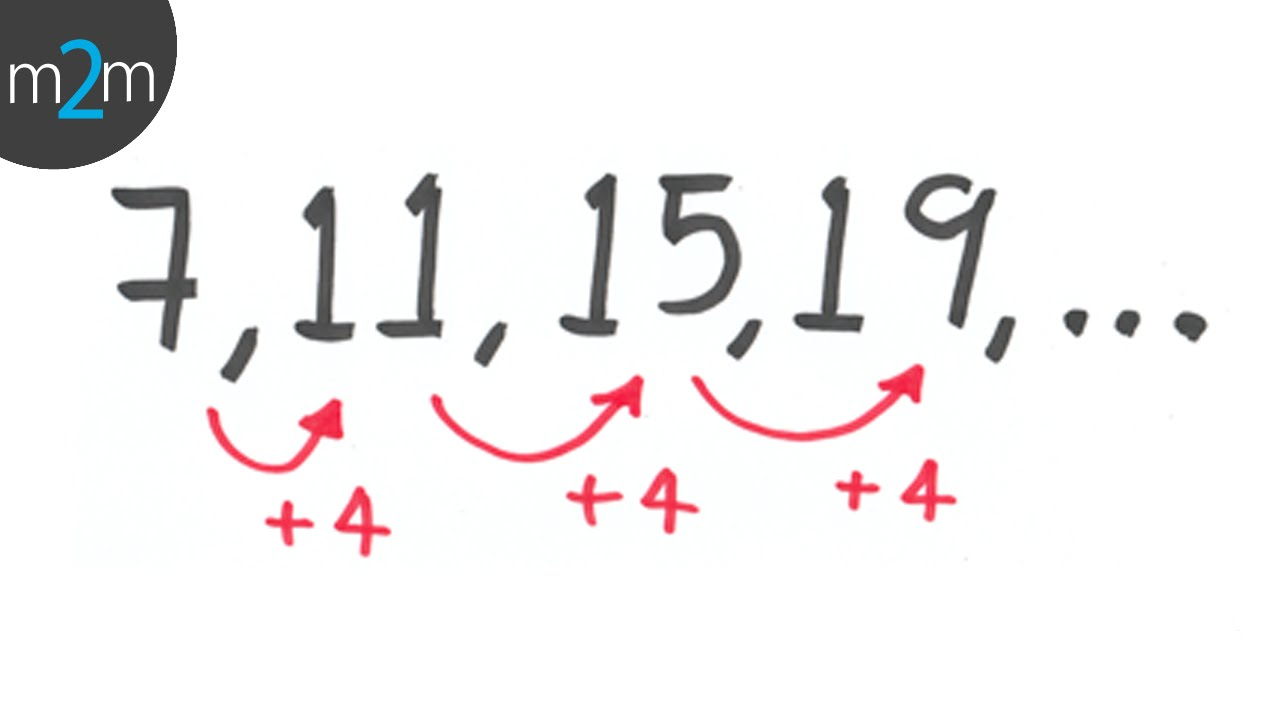 m2m
7, 11, 15, 19, ...
+4 +4 +4